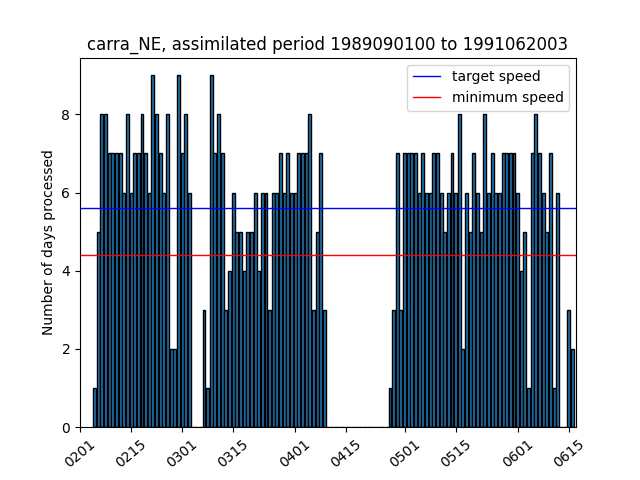 carra_NE, assimilated period 1989090100 to 1991062003
target speed
minimum speed
Number of days processed
8
6
4
2
0
0201 0215 0301 0315 0401 0415 0501 0515 0601 0615